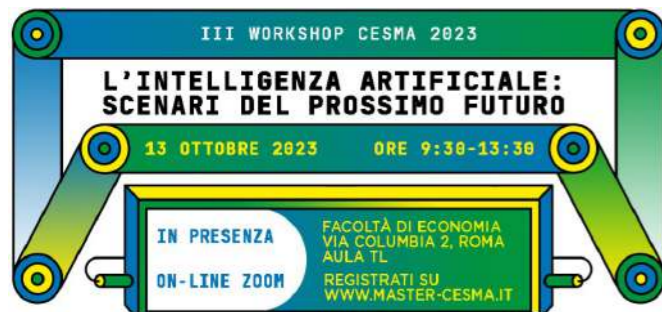 III WORKSHOP CESMA 2023
L'INTELLIGENZA ARTIFICIALE:
SCENARI DEL PROSSIMO FUTURO
13 OTTOBRE 2023 ORE 9:30-13:30
IN PRESENZA
ON-LINE ZOOM
FACOLTÀ DI ECONOMIA
VIA COLUMBIA 2, ROMA
AULA TL
REGISTRATI SU
WWW.MASTER-CESMA.IT